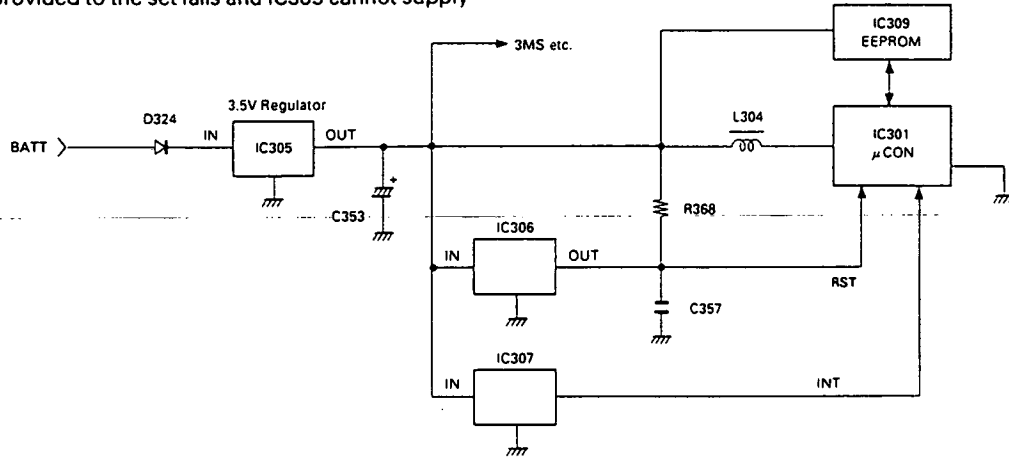 provided to the set falls and IC305 cannot supply
IC309
EEPROM
3MS etc.
3.5V Regulator
D324
L304
BATT
IN
IC305
OUT
IC301
μCON
C353
R368
IC306
IN
OUT
RST
C357
IC307
IN
INT